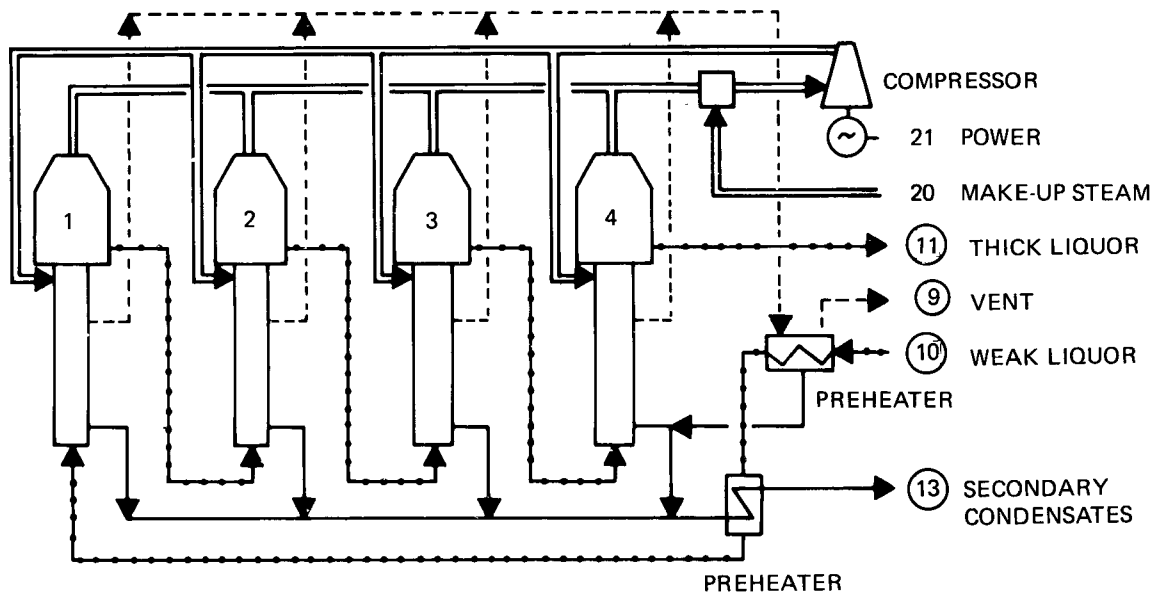 COMPRESSOR
~ 21 POWER
20 MAKE-UP STEAM
1 2 3 4
11 THICK LIQUOR
9 VENT
10 WEAK LIQUOR
PREHEATER
13 SECONDARY
CONDENSATES
PREHEATER